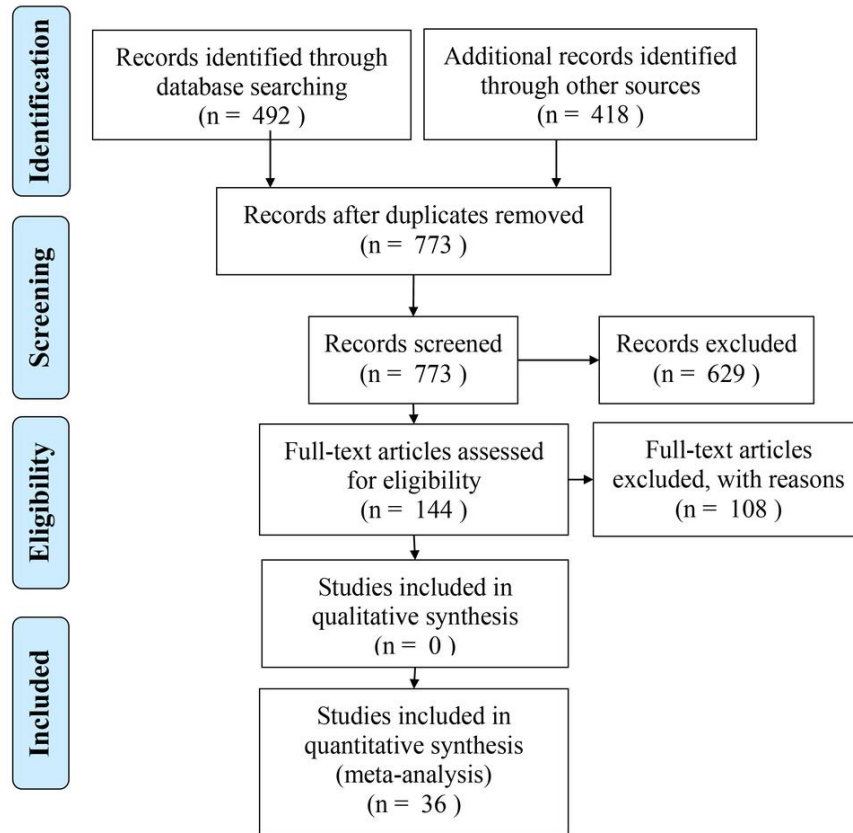 Identification
Records identified through
database searching
(n = 492 )
Additional records identified
through other sources
(n = 418 )
Records after duplicates removed
(n = 773 )
Screening
Records screened
(n = 773 )
Records excluded
(n = 629 )
Eligibility
Full-text articles assessed
for eligibility
(n = 144 )
Full-text articles
excluded, with reasons
(n = 108 )
Studies included in
qualitative synthesis
(n = 0 )
Included
Studies included in
quantitative synthesis
(meta-analysis)
(n = 36 )